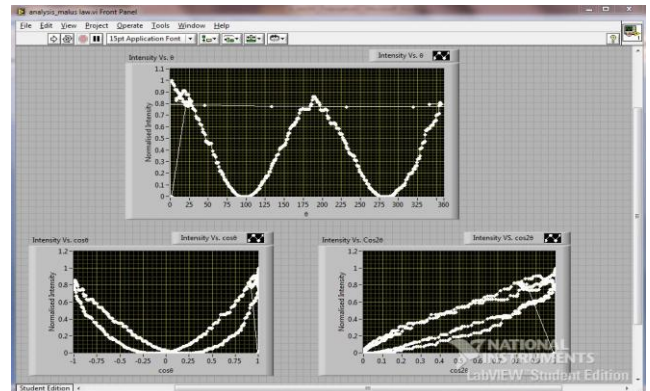 analysis_malus law.vi Front Panel
File Edit View Project Operate Tools Window Help
15pt Application Font
Intensity Vs. θ
Intensity Vs. θ
Normalised Intensity
1.1
1
0.9
0.8
0.7
0.6
0.5
0.4
0.3
0.2
0.1
0
0 25 50 75 100 125 150 175 200 225 250 275 300 325 360
θ
Intensity Vs. cosθ
Intensity Vs. cosθ
Normalised Intensity
1.2
1
0.8
0.6
0.4
0.2
0
-1 -0.75 -0.5 -0.25 0 0.25 0.5 0.75 1
cosθ
Intensity Vs. Cos2θ
Intensity VS. cos2θ
Normalised Intensity
1.2
1
0.8
0.6
0.4
0.2
0
0 0.1 0.2 0.3 0.4 0.5
cos2θ
NATIONAL
INSTRUMENTS
LabVIEW Student Edition
Student Edition